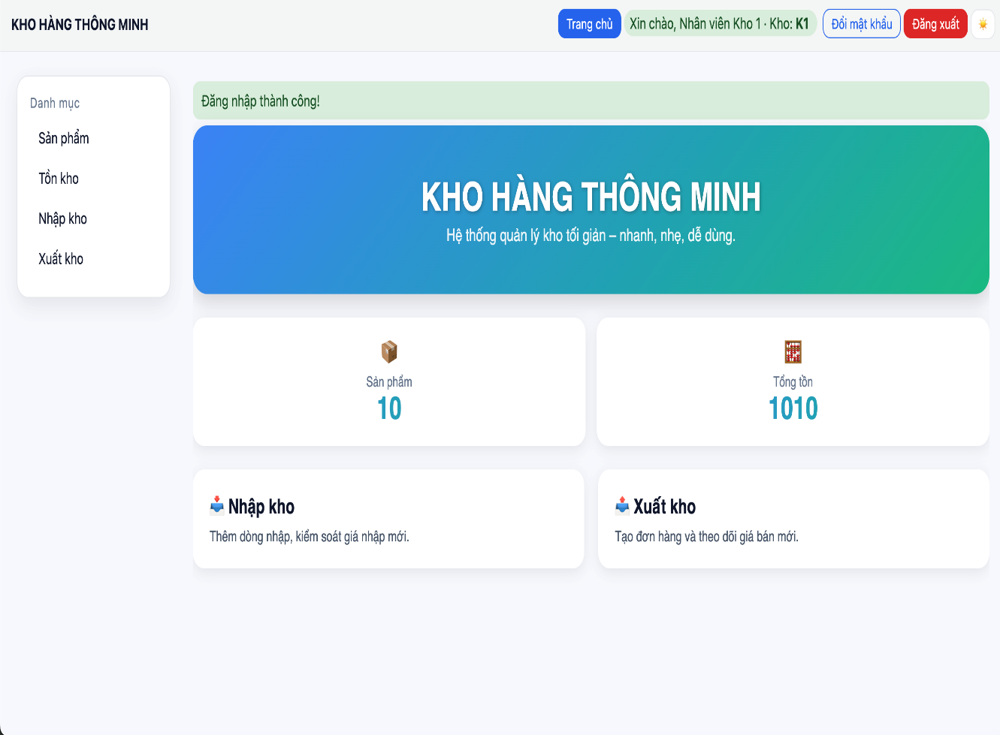 KHO HÀNG THÔNG MINH
Trang chủ
Xin chào, Nhân viên Kho 1 · Kho: K1
Đổi mật khẩu
Đăng xuất
Danh mục
Sản phẩm
Tồn kho
Nhập kho
Xuất kho
Đăng nhập thành công!
KHO HÀNG THÔNG MINH
Hệ thống quản lý kho tối giản – nhanh, nhẹ, dễ dùng.
Sản phẩm
10
Tổng tồn
1010
Nhập kho
Thêm dòng nhập, kiểm soát giá nhập mới.
Xuất kho
Tạo đơn hàng và theo dõi giá bán mới.